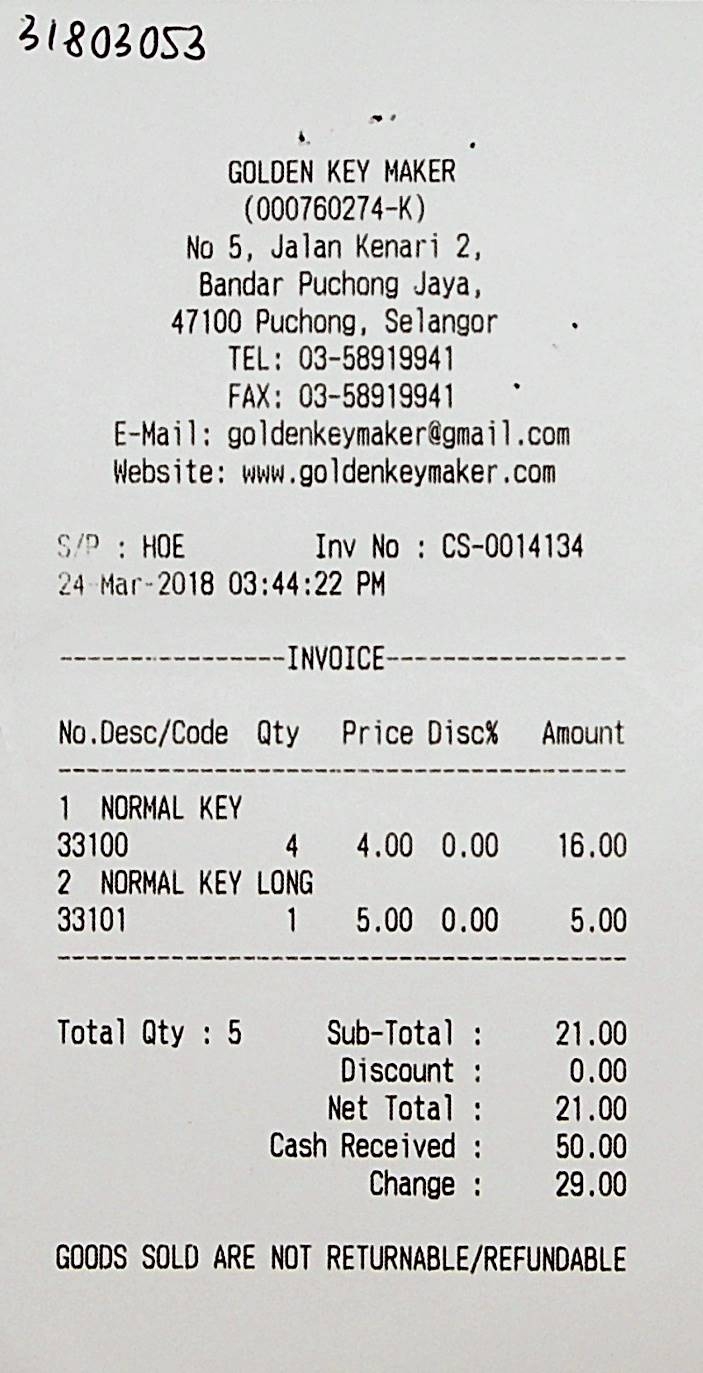 31803053
GOLDEN KEY MAKER
(000760274-K)
No 5, Jalan Kenari 2,
Bandar Puchong Jaya,
47100 Puchong, Selangor
TEL: 03-58919941
FAX: 03-58919941
E-Mail: goldenkeymaker@gmail.com
Website: www.goldenkeymaker.com
S/P : HOE Inv No : CS-0014134
24-Mar-2018 03:44:22 PM
----------------INVOICE-----------------
No.Desc/Code Qty Price Disc% Amount
----------------------------------------
1 NORMAL KEY
33100 4 4.00 0.00 16.00
2 NORMAL KEY LONG
33101 1 5.00 0.00 5.00
----------------------------------------
Total Qty : 5 Sub-Total : 21.00
Discount : 0.00
Net Total : 21.00
Cash Received : 50.00
Change : 29.00
GOODS SOLD ARE NOT RETURNABLE/REFUNDABLE